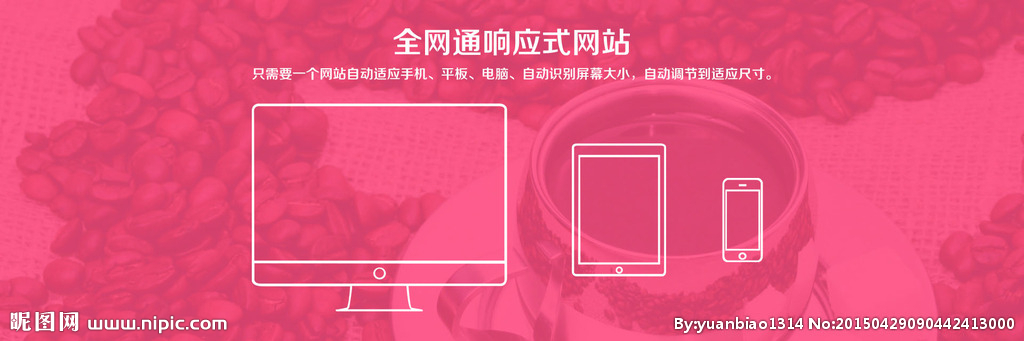 全网通响应式网站
只需要一个网站自动适应手机、平板、电脑、自动识别屏幕大小，自动调节到适应尺寸。
昵图网 www.nipic.com
By:yuanbiao1314 No:20150429090442413000